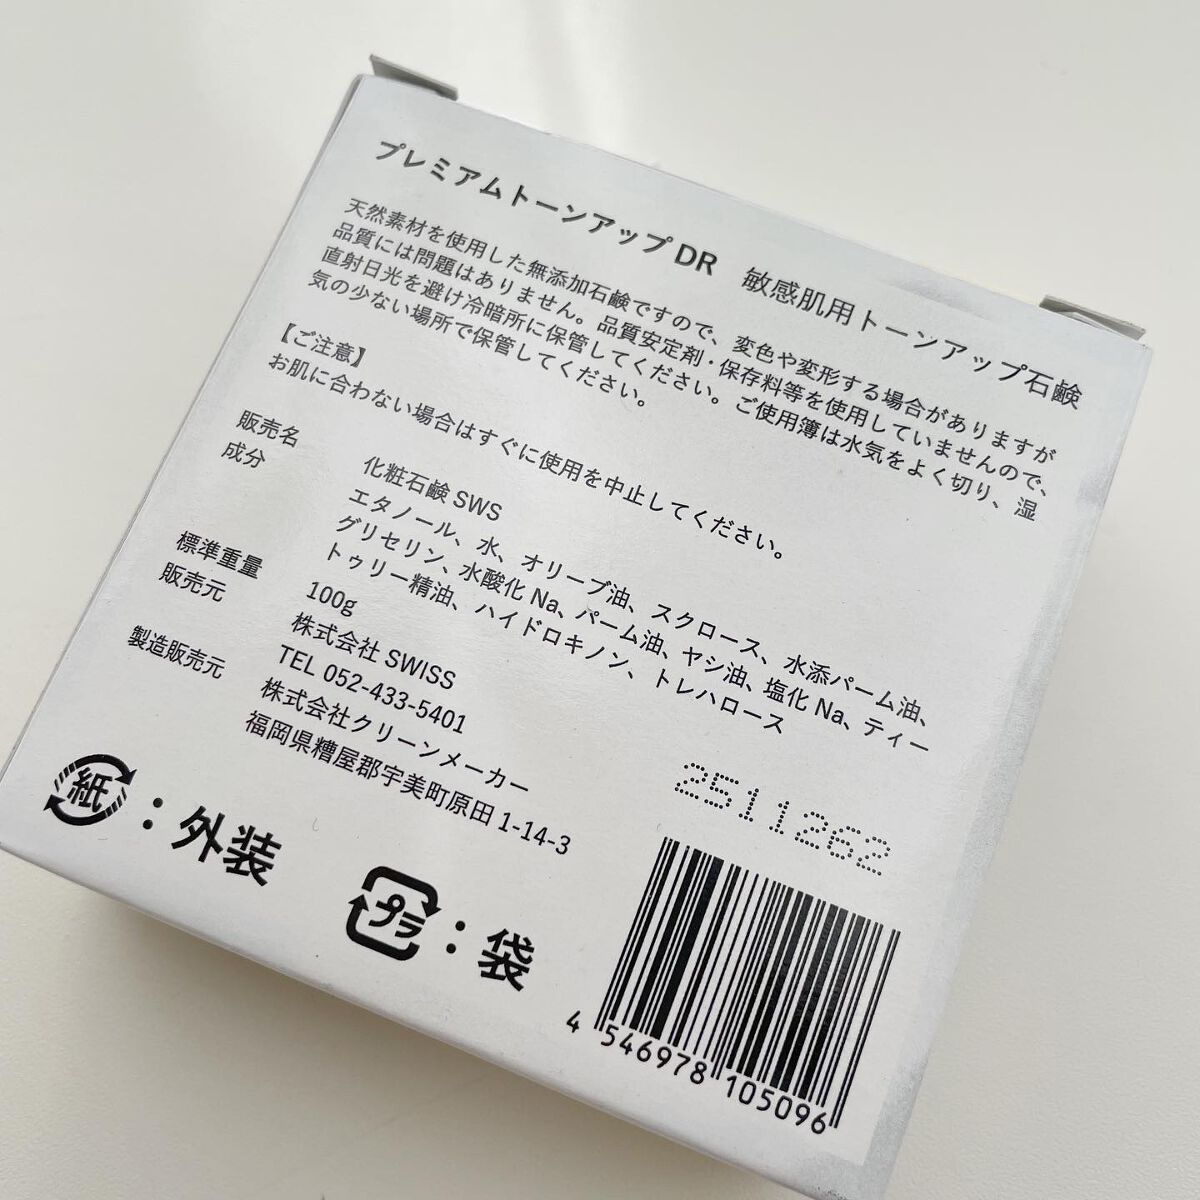 プレミアムトーンアップ DR　敏感肌用トーンアップ石鹸
天然素材を使用した無添加石鹸ですので、変色や変形する場合がありますが
品質には問題はありません。品質安定剤・保存料等を使用していませんので、
直射日光を避け冷暗所に保管してください。ご使用簿は水気をよく切り、湿
気の少ない場所で保管してください。
【ご注意】
お肌に合わない場合はすぐに使用を中止してください。
販売名　化粧石鹸 SWS
成分　エタノール、水、オリーブ油、スクロース、水添パーム油、
グリセリン、水酸化 Na、パーム油、ヤシ油、塩化 Na、ティー
トゥリー精油、ハイドロキノン、トレハロース
標準重量　100g
販売元　株式会社 SWISS
TEL 052-433-5401
製造販売元　株式会社クリーンメーカー
福岡県糟屋郡宇美町原田 1-14-3
2511262
紙：外装
プラ：袋
4 546978 105096